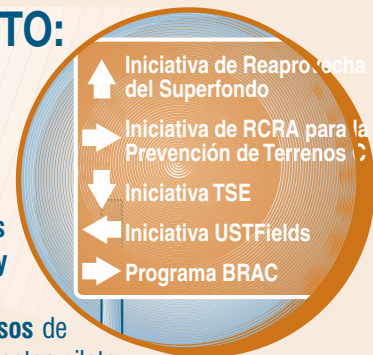 TO:
Iniciativa de Reaprovecha
del Superfondo
Iniciativa de RCRA para la
Prevención de Terrenos C
Iniciativa TSE
Iniciativa USTFields
y
Programa BRAC
sos de